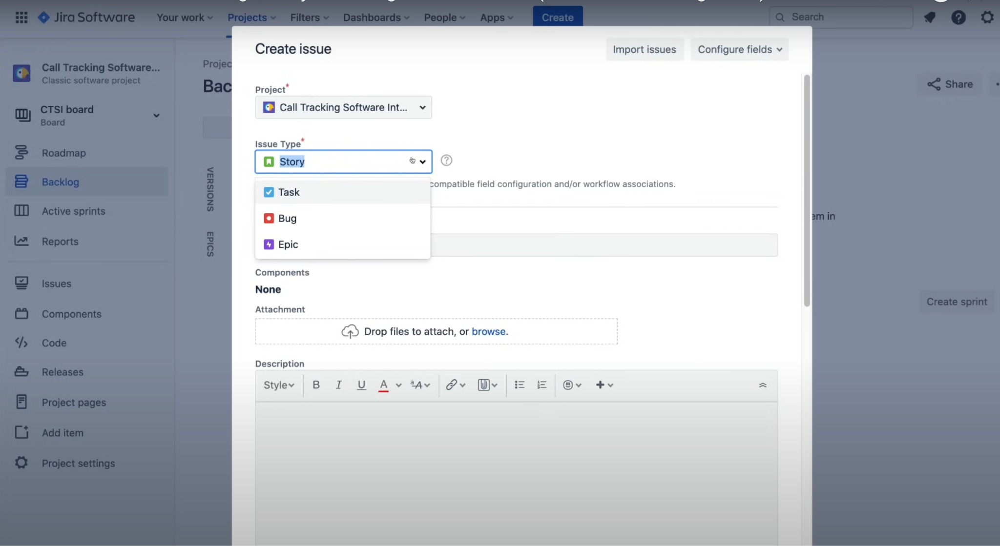 Jira Software
Your work
Projects
Filters
Dashboards
People
Apps
Create
Search
Call Tracking Software...
Classic software project
CTSI board
Board
Roadmap
Backlog
Active sprints
Reports
Issues
Components
Code
Releases
Project pages
Add item
Project settings
Projec
Bac
VERSIONS
EPICS
Share
em in
Create sprint
Create issue
Import issues
Configure fields
Project*
Call Tracking Software Int...
Issue Type*
Story
compatible field configuration and/or workflow associations.
Task
Bug
Epic
Components
None
Attachment
Drop files to attach, or browse.
Description
Style B I U A ªA